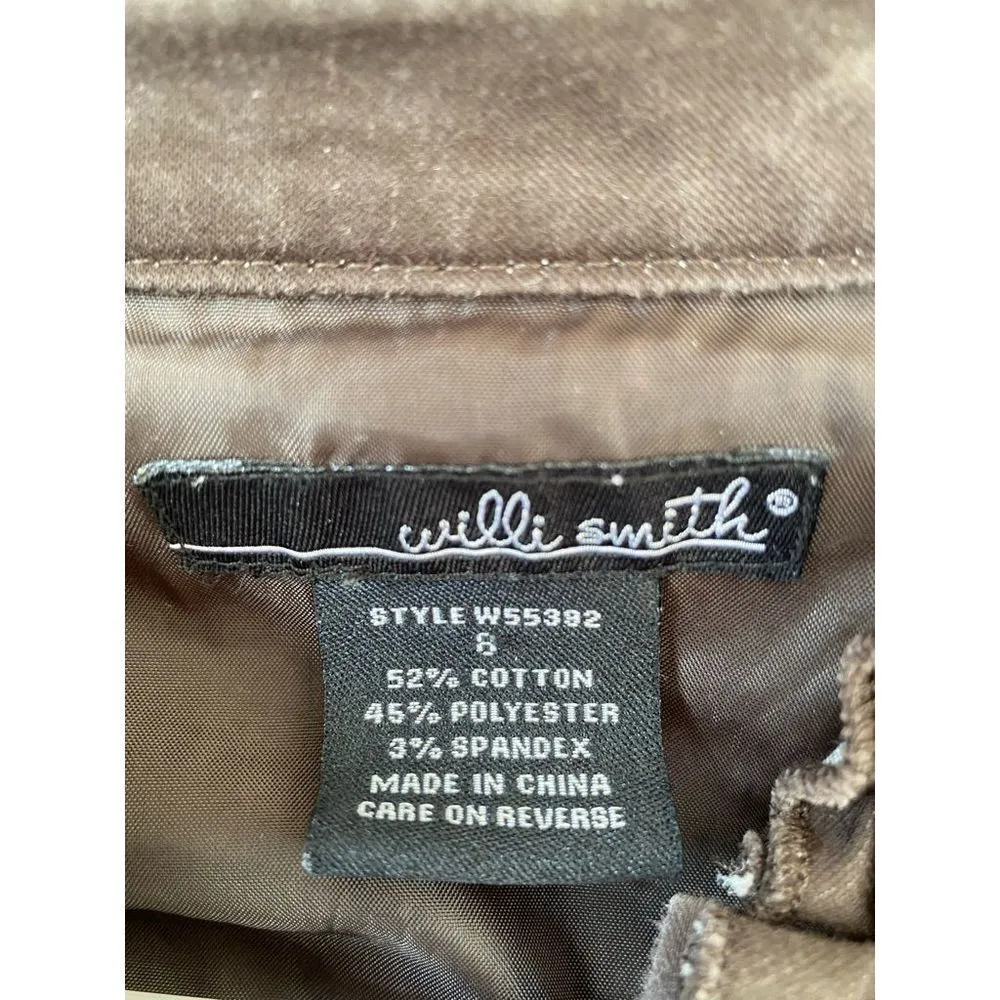 willi smith®
STYLE W55392
8
52% COTTON
45% POLYESTER
3% SPANDEX
MADE IN CHINA
CARE ON REVERSE